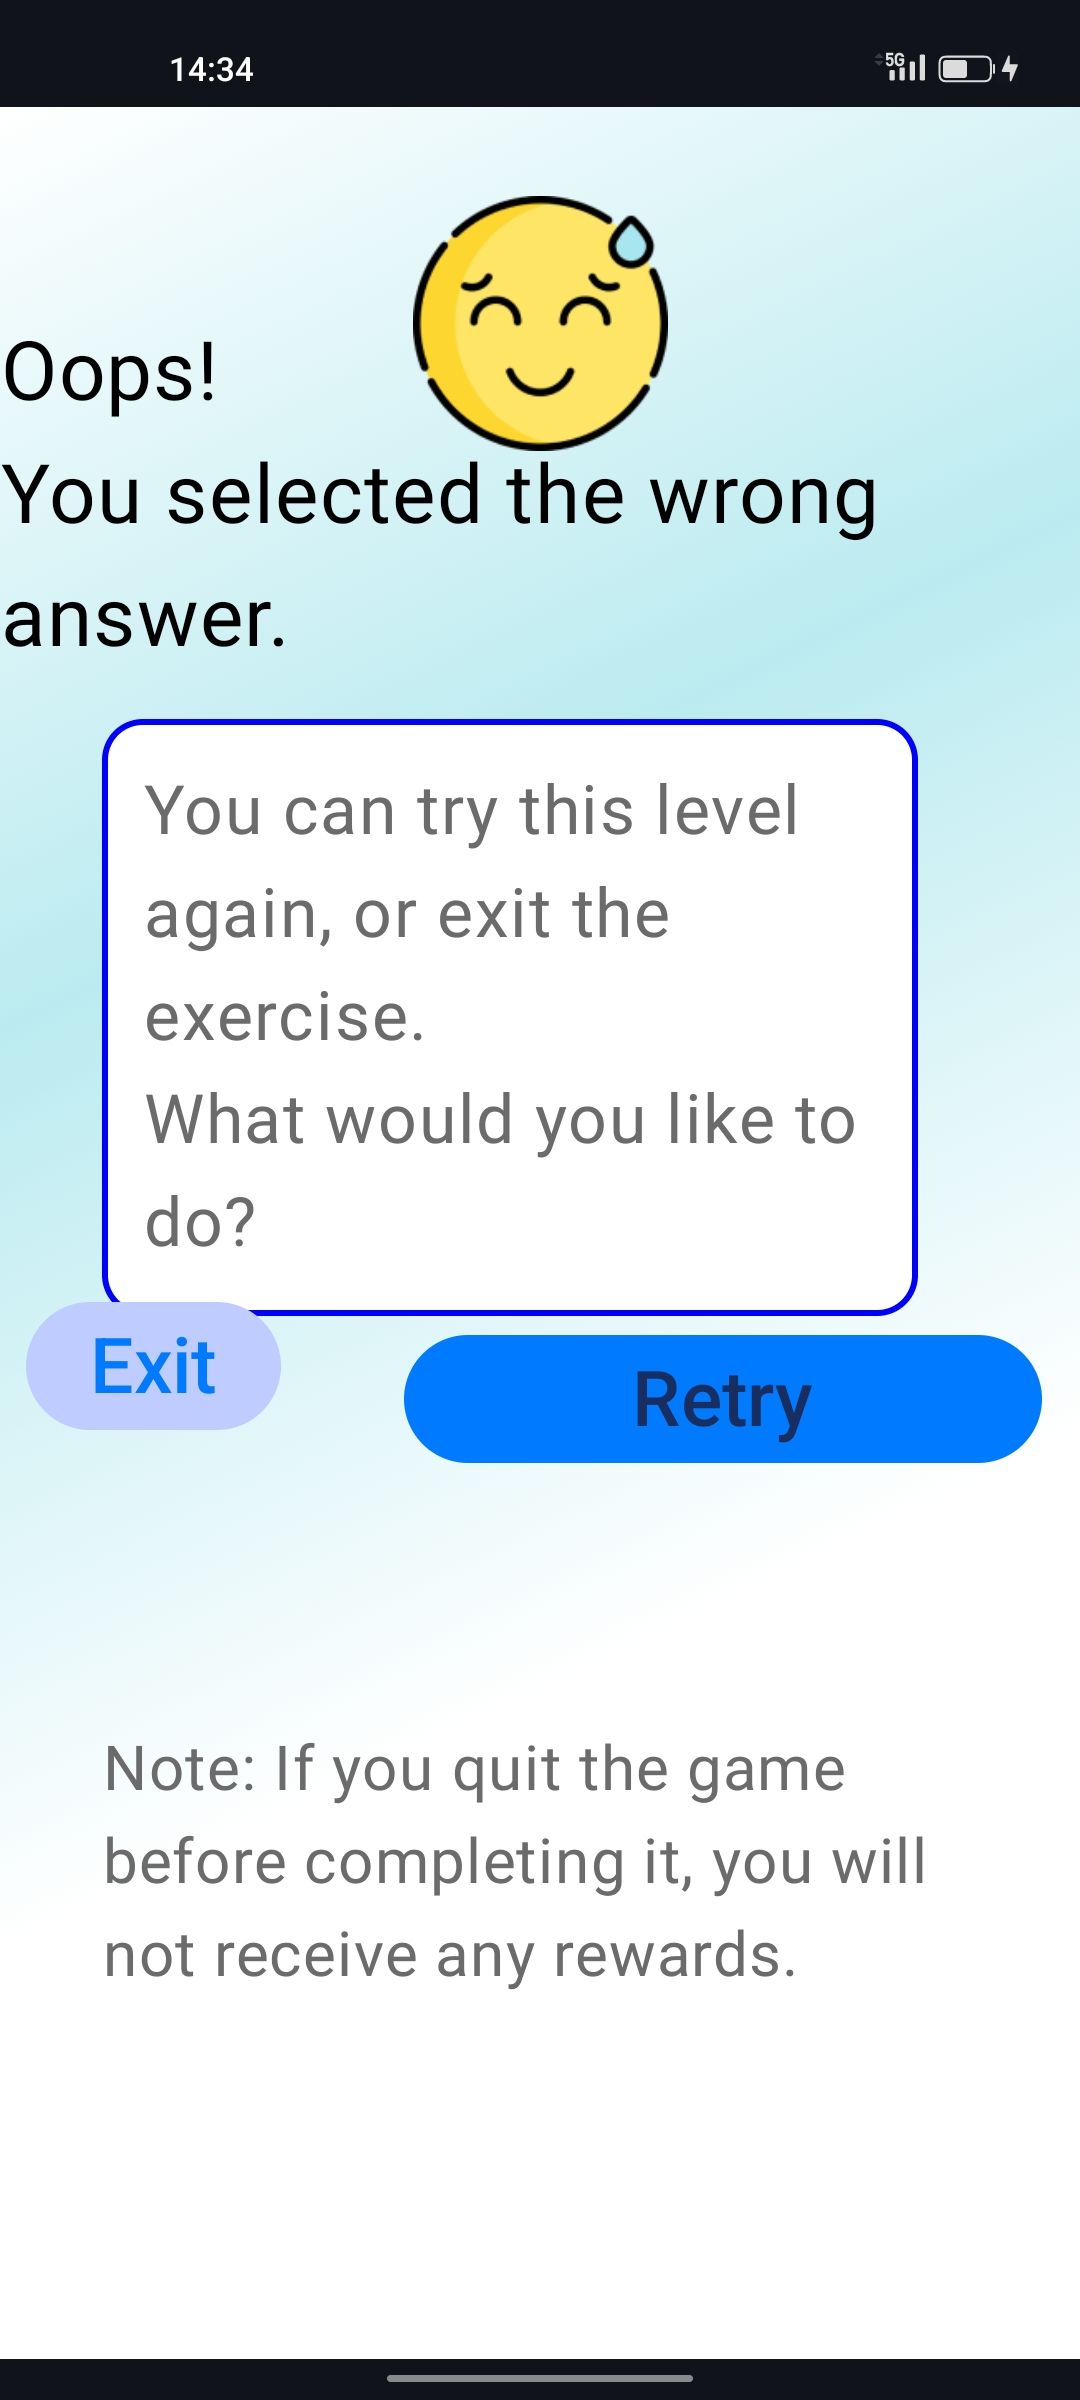 14:34
5G
Oops!
You selected the wrong
answer.
You can try this level
again, or exit the
exercise.
What would you like to
do?
Exit
Retry
Note: If you quit the game
before completing it, you will
not receive any rewards.